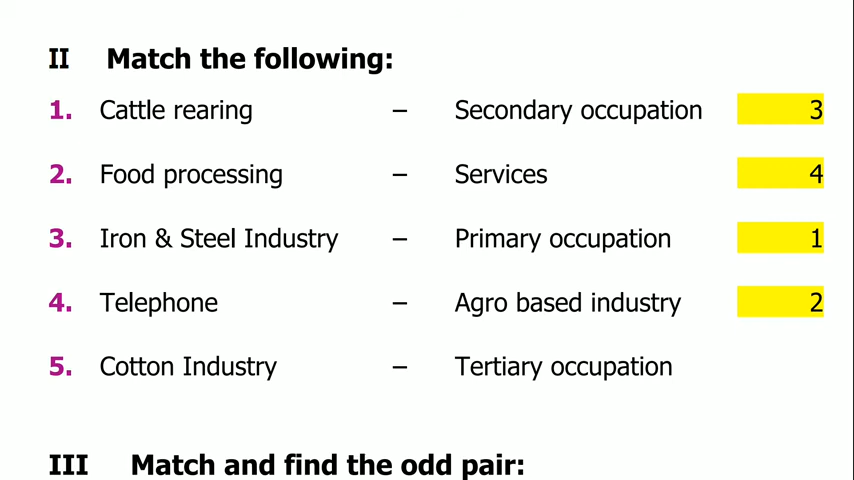 II Match the following:
1. Cattle rearing – Secondary occupation 3
2. Food processing – Services 4
3. Iron & Steel Industry – Primary occupation 1
4. Telephone – Agro based industry 2
5. Cotton Industry – Tertiary occupation
III Match and find the odd pair: